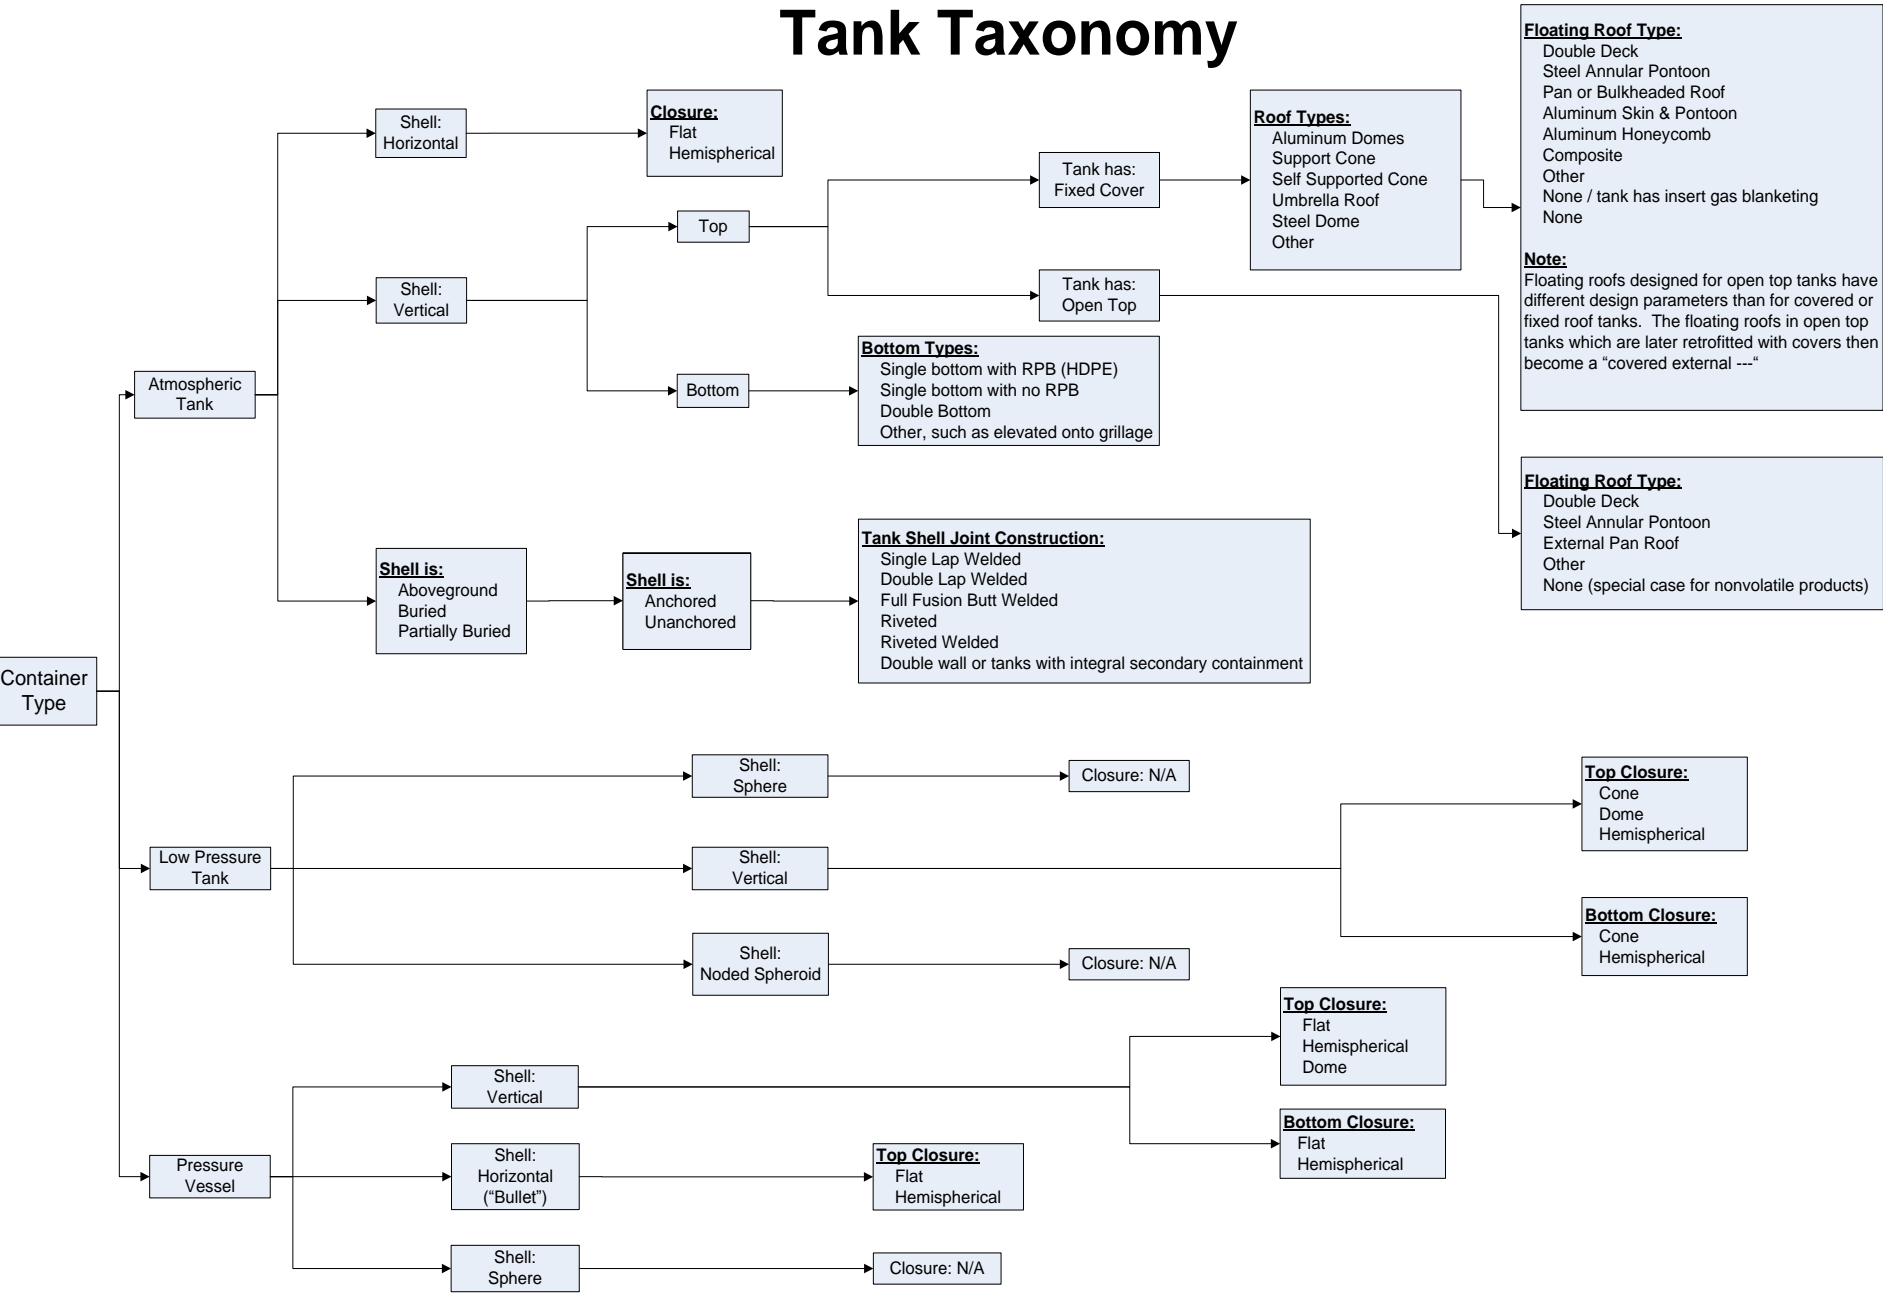 Tank Taxonomy
Floating Roof Type:
Double Deck
Steel Annular Pontoon
Pan or Bulkheaded Roof
Aluminum Skin & Pontoon
Aluminum Honeycomb
Composite
Other
None / tank has insert gas blanketing
None
Note:
Floating roofs designed for open top tanks have
different design parameters than for covered or
fixed roof tanks.  The floating roofs in open top
tanks which are later retrofitted with covers then
become a “covered external ---“
Shell:
Horizontal
Closure:
Flat
Hemispherical
Roof Types:
Aluminum Domes
Support Cone
Self Supported Cone
Umbrella Roof
Steel Dome
Other
Tank has:
Fixed Cover
Top
Shell:
Vertical
Tank has:
Open Top
Bottom Types:
Single bottom with RPB (HDPE)
Single bottom with no RPB
Double Bottom
Other, such as elevated onto grillage
Atmospheric
Tank
Bottom
Floating Roof Type:
Double Deck
Steel Annular Pontoon
External Pan Roof
Other
None (special case for nonvolatile products)
Shell is:
Aboveground
Buried
Partially Buried
Shell is:
Anchored
Unanchored
Tank Shell Joint Construction:
Single Lap Welded
Double Lap Welded
Full Fusion Butt Welded
Riveted
Riveted Welded
Double wall or tanks with integral secondary containment
Container
Type
Shell:
Sphere
Closure: N/A
Top Closure:
Cone
Dome
Hemispherical
Low Pressure
Tank
Shell:
Vertical
Bottom Closure:
Cone
Hemispherical
Shell:
Noded Spheroid
Closure: N/A
Top Closure:
Flat
Hemispherical
Dome
Shell:
Vertical
Bottom Closure:
Flat
Hemispherical
Pressure
Vessel
Shell:
Horizontal
(“Bullet”)
Top Closure:
Flat
Hemispherical
Shell:
Sphere
Closure: N/A